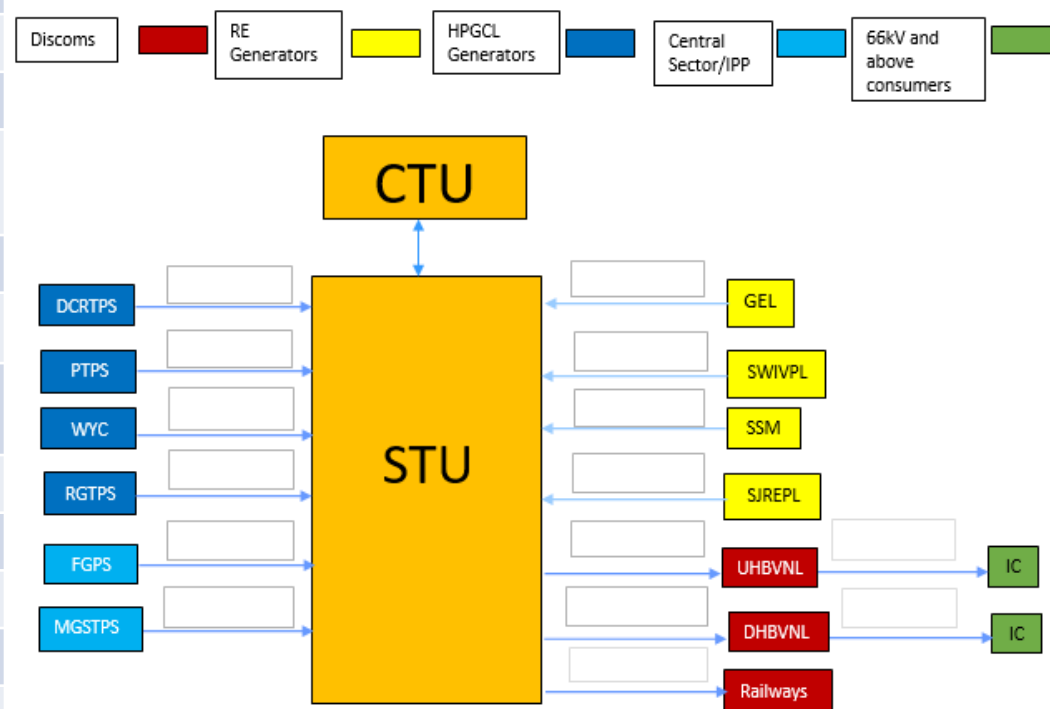 Discoms
RE
Generators
HPGCL
Generators
Central
Sector/IPP
66kV and
above
consumers
CTU
STU
DCRTPS
PTPS
WYC
RGTPS
FGPS
MGSTPS
GEL
SWIVPL
SSM
SJREPL
UHBVNL
IC
DHBVNL
IC
Railways